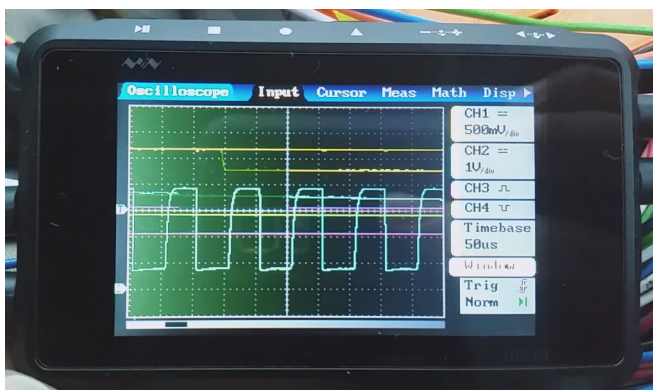 Oscilloscope Input Cursor Meas Math Disp
CH1
500mV/div
CH2
1V/div
CH3
CH4
Timebase
50us
Window
Trig
Norm
T